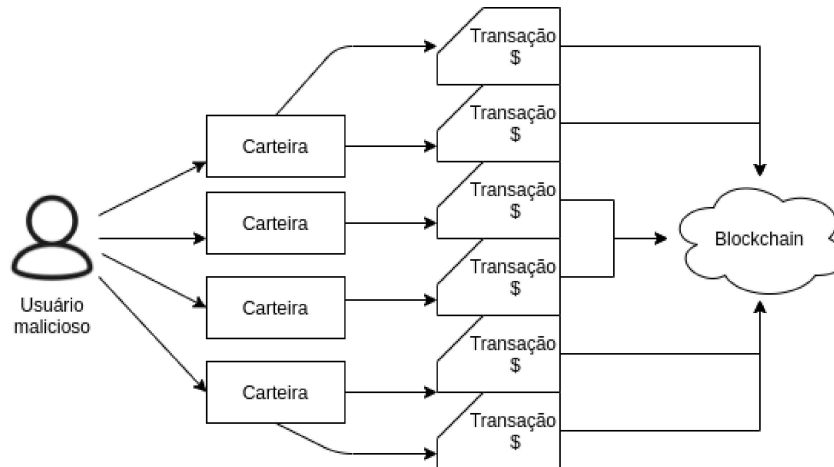 Transação
$
Transação
$
Carteira
Transação
$
Carteira
Blockchain
Transação
$
Usuário
malicioso
Carteira
Transação
$
Carteira
Transação
$